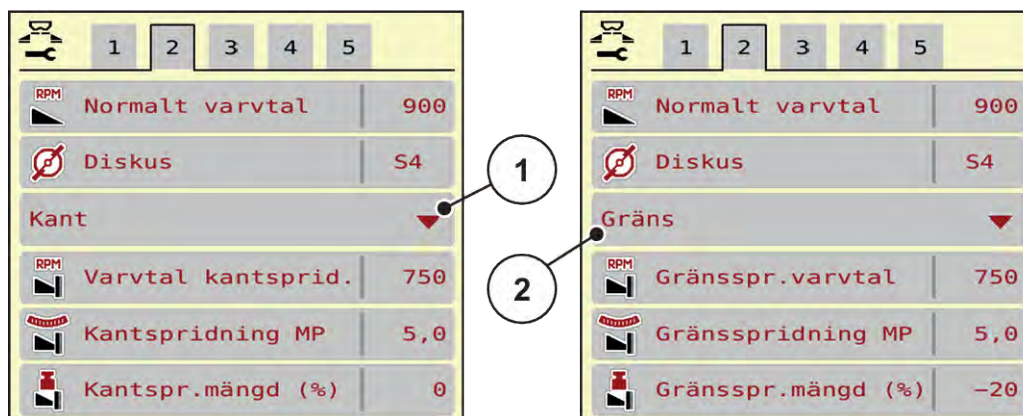 1 2 3 4 5
RPM Normalt varvtal 900
Diskus S4
Kant
RPM Varvtal kantsprid. 750
Kantspridning MP 5,0
Kantspr.mängd (%) 0
1
2
1 2 3 4 5
RPM Normalt varvtal 900
Diskus S4
Gräns
RPM Gränsspr.varvtal 750
Gränsspridning MP 5,0
Gränsspr.mängd (%) -20